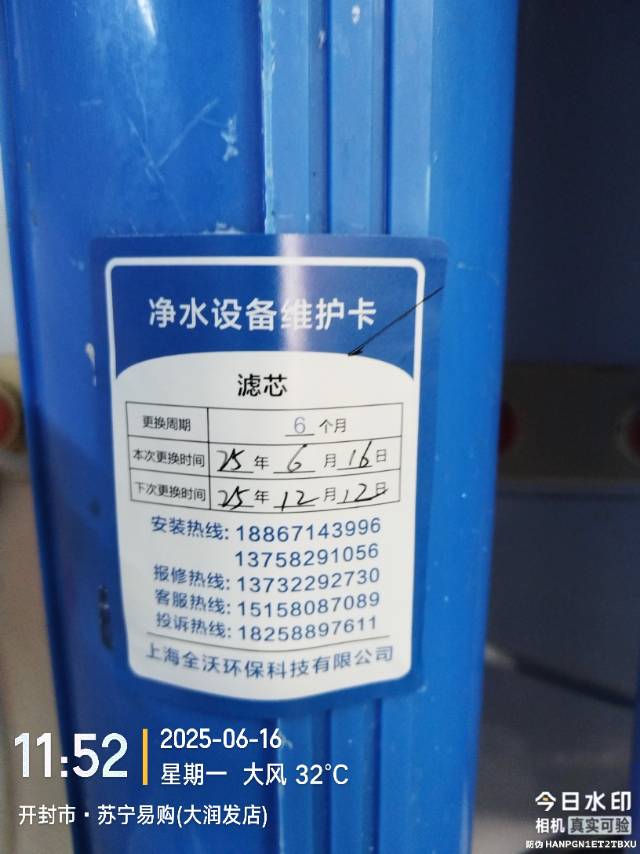 净水设备维护卡
滤芯
更换周期 6 个月
本次更换时间 25 年 6 月 16 日
下次更换时间 25 年 12 月 12 日
安装热线: 18867143996
13758291056
报修热线: 13732292730
客服热线: 15158087089
投诉热线: 18258897611
上海全沃环保科技有限公司
11:52
2025-06-16
星期一 大风 32℃
开封市·苏宁易购(大润发店)
今日水印
相机 真实可验
防伪 HANPGN1ET2TBXU